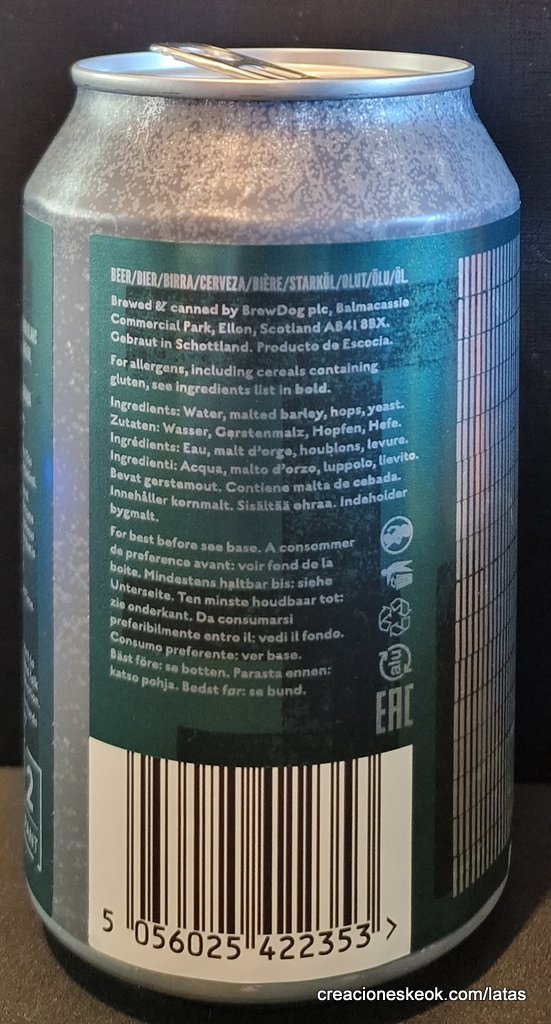 BEER/BIER/BIRRA/CERVEZA/BIÈRE/STARKÖL/OLUT/ÕLU/ØL.
Brewed & canned by BrewDog plc, Balmacassie
Commercial Park, Ellon, Scotland AB41 8BX.
Gebraut in Schottland. Producto de Escocia.
For allergens, including cereals containing
gluten, see ingredients list in bold.
Ingredients: Water, malted barley, hops, yeast.
Zutaten: Wasser, Gerstenmalz, Hopfen, Hefe.
Ingrédients: Eau, malt d'orge, houblons, levure.
Ingredienti: Acqua, malto d'orzo, luppolo, lievito.
Bevat gerstemout. Contiene malta de cebada.
Innehåller kornmalt. Sisältää ohraa. Indeholder
bygmalt.
For best before see base. A consommer
de preference avant: voir fond de la
boite. Mindestens haltbar bis: siehe
Unterseite. Ten minste houdbaar tot:
zie onderkant. Da consumarsi
preferibilmente entro il: vedi il fondo.
Consumo preferente: ver base.
Bäst före: se botten. Parasta ennen:
katso pohja. Bedst før: se bund.
alu
EAC
2
5 056025 422353 >
creacioneskeok.com/latas